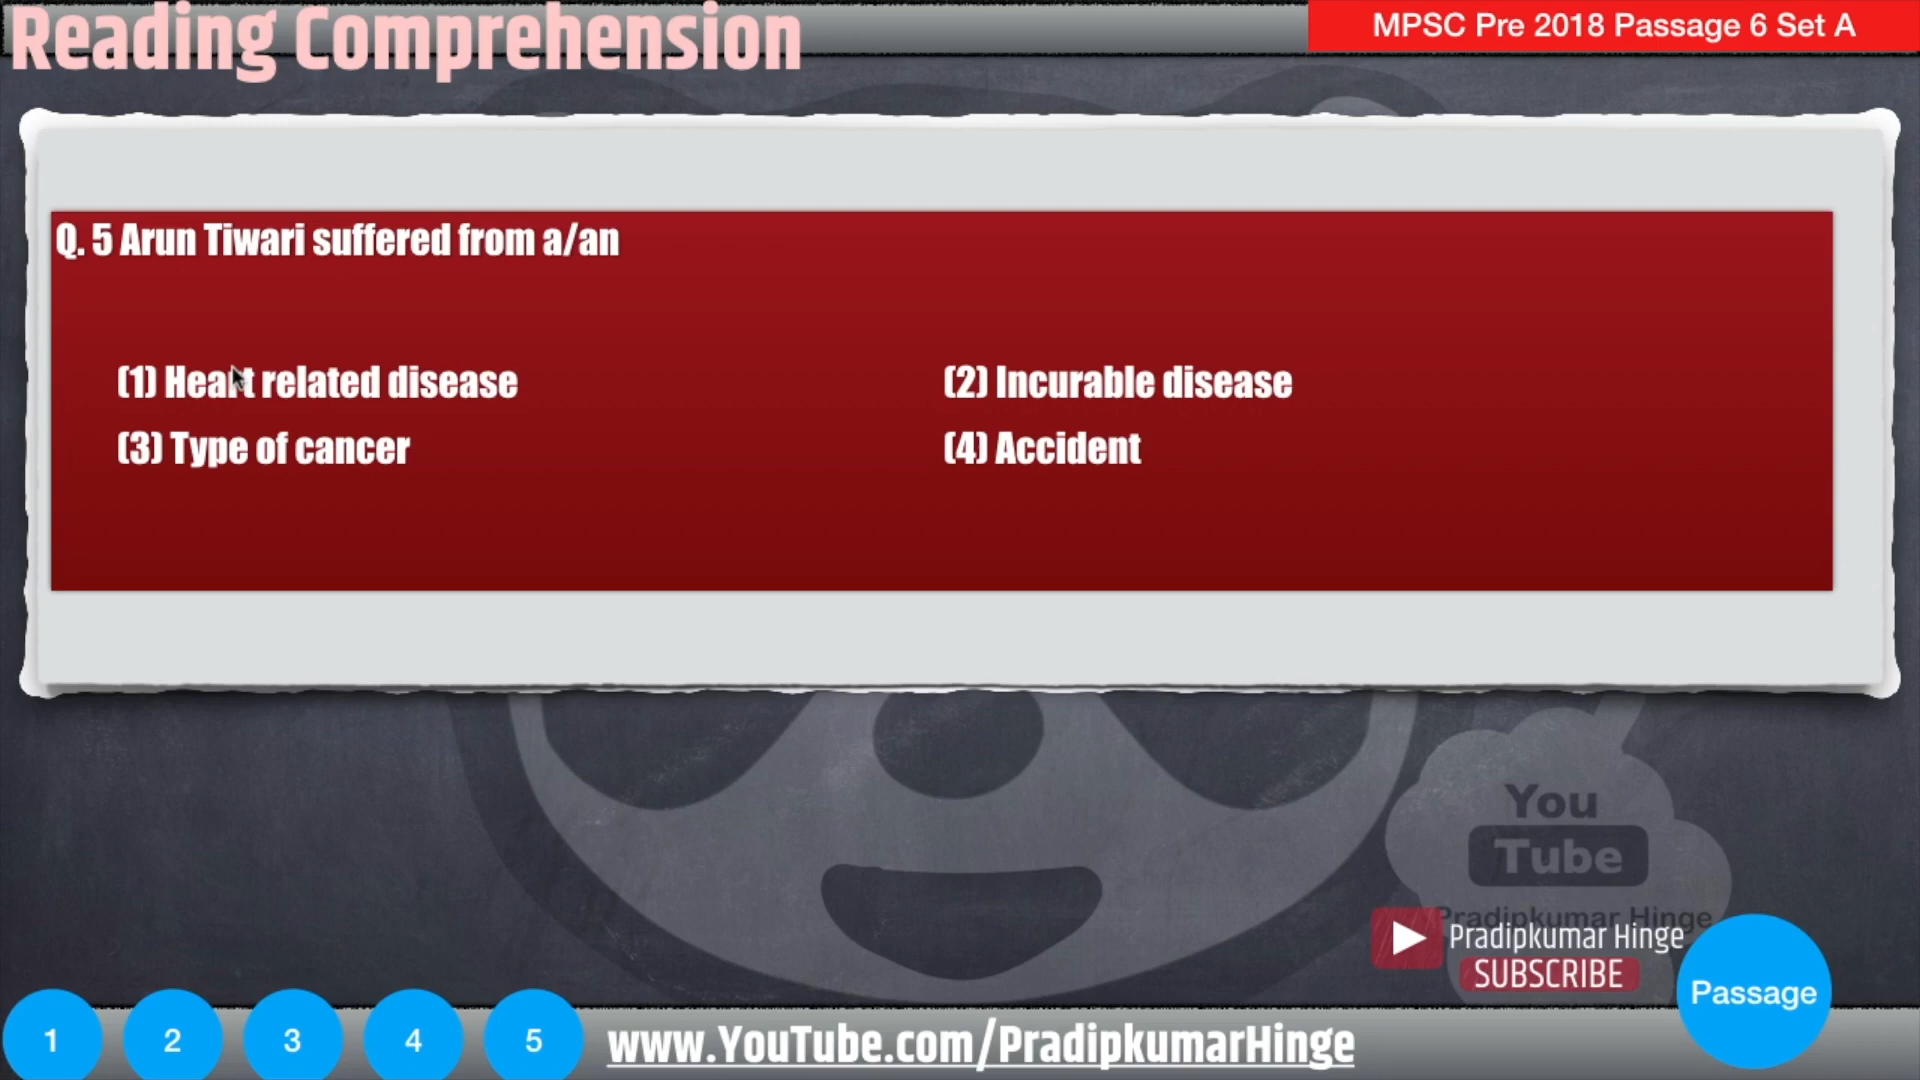 Reading Comprehension
MPSC Pre 2018 Passage 6 Set A
Q. 5 Arun Tiwari suffered from a/an
(1) Heart related disease
(2) Incurable disease
(3) Type of cancer
(4) Accident
You
Tube
Pradipkumar Hinge
Pradipkumar Hinge
SUBSCRIBE
Passage
1
2
3
4
5
www.YouTube.com/PradipkumarHinge